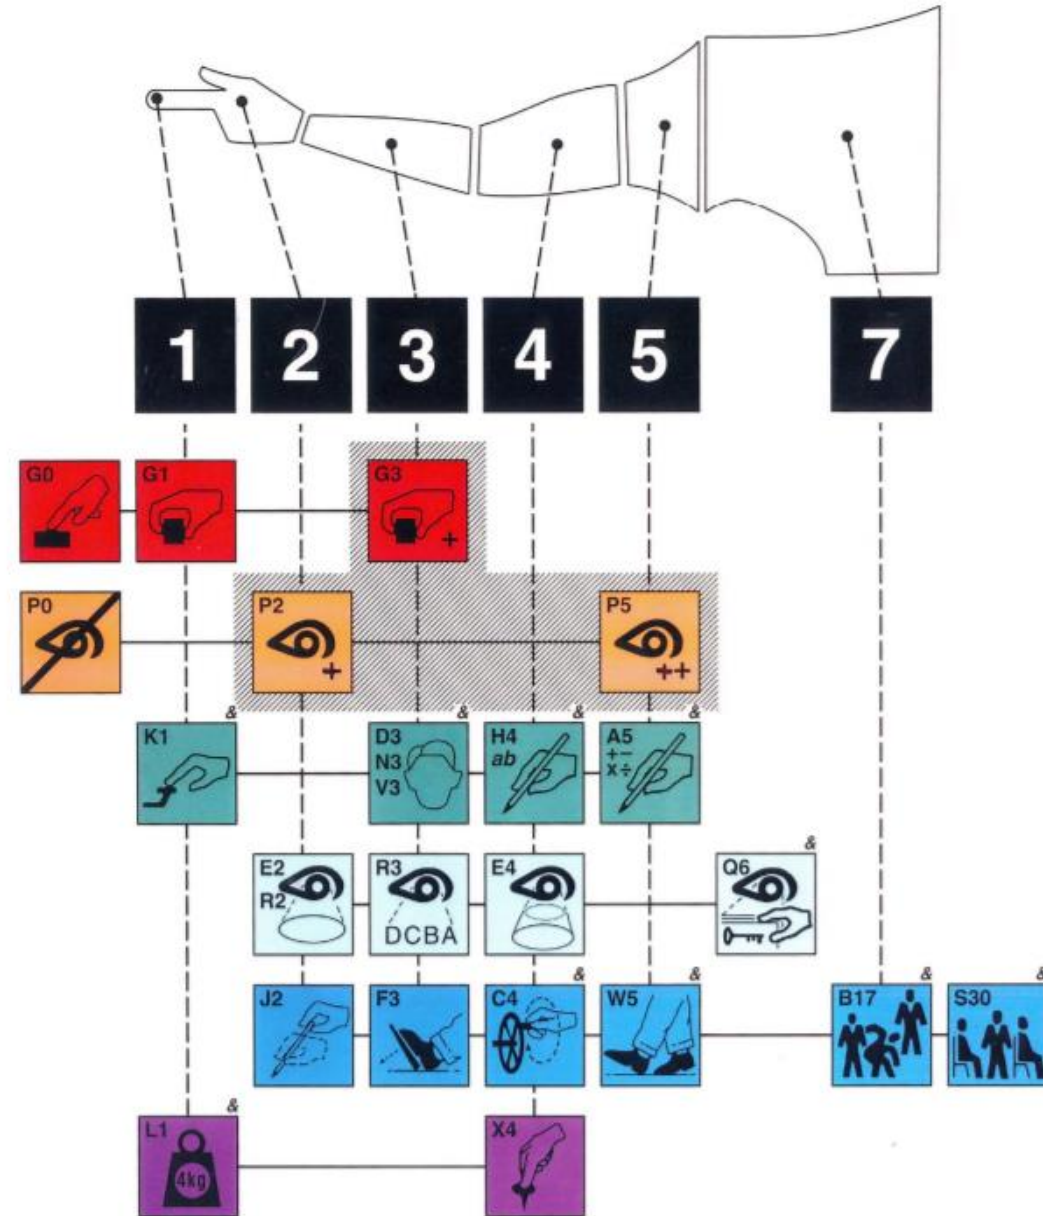 1 2 3 4 5 7
G0 G1 G3
+
P0 P2 P5
+ ++
& & & &
K1 D3 H4 A5
N3 ab +−
V3 x÷
&
E2 R3 E4 Q6
R2
DCBA
& & & &
J2 F3 C4 W5 B17 S30
&
L1 X4
4kg